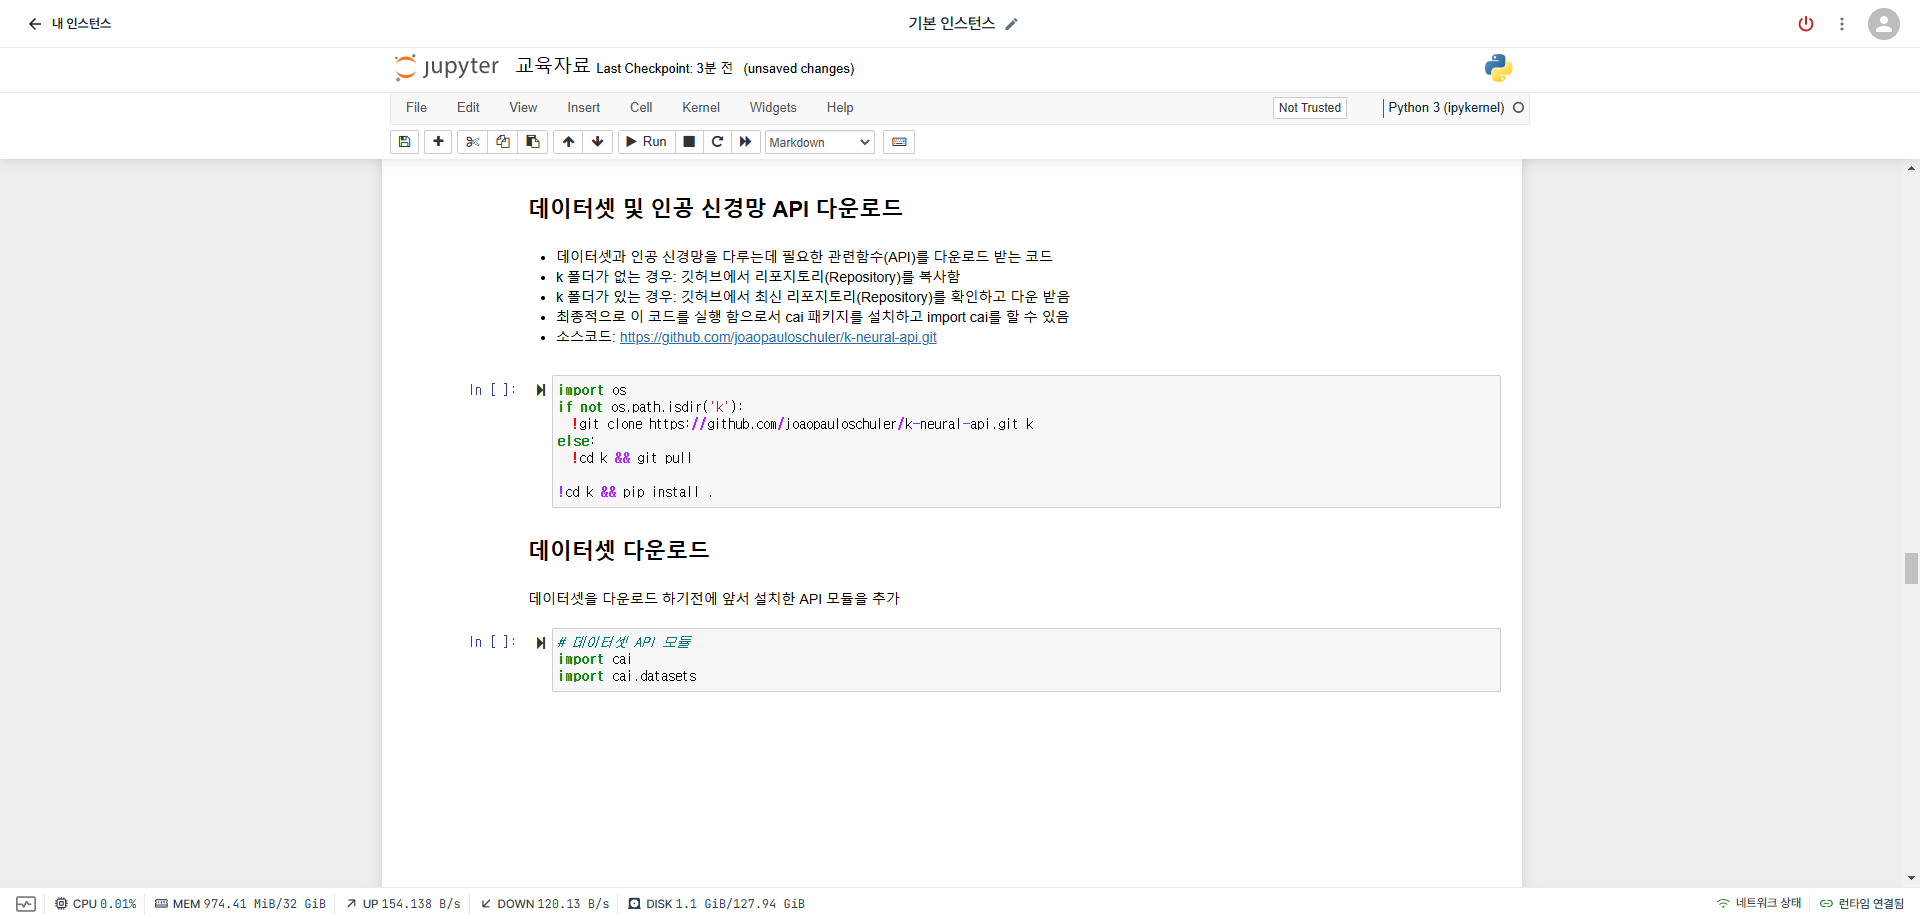 내 인스턴스
기본 인스턴스
jupyter 교육자료 Last Checkpoint: 3분 전 (unsaved changes)
File Edit View Insert Cell Kernel Widgets Help Not Trusted Python 3 (ipykernel)
Run Markdown
데이터셋 및 인공 신경망 API 다운로드
데이터셋과 인공 신경망을 다루는데 필요한 관련함수(API)를 다운로드 받는 코드
k 폴더가 없는 경우: 깃허브에서 리포지토리(Repository)를 복사함
k 폴더가 있는 경우: 깃허브에서 최신 리포지토리(Repository)를 확인하고 다운 받음
최종적으로 이 코드를 실행 함으로서 cai 패키지를 설치하고 import cai를 할 수 있음
소스코드: https://github.com/joaopauloschuler/k-neural-api.git
In [ ]: import os
if not os.path.isdir('k'):
!git clone https://github.com/joaopauloschuler/k-neural-api.git k
else:
!cd k && git pull
!cd k && pip install .
데이터셋 다운로드
데이터셋을 다운로드 하기전에 앞서 설치한 API 모듈을 추가
In [ ]: # 데이터셋 API 모듈
import cai
import cai.datasets
CPU 0.01% MEM 974.41 MiB/32 GiB UP 154.138 B/s DOWN 120.13 B/s DISK 1.1 GiB/127.94 GiB 네트워크 상태 런타임 연결됨